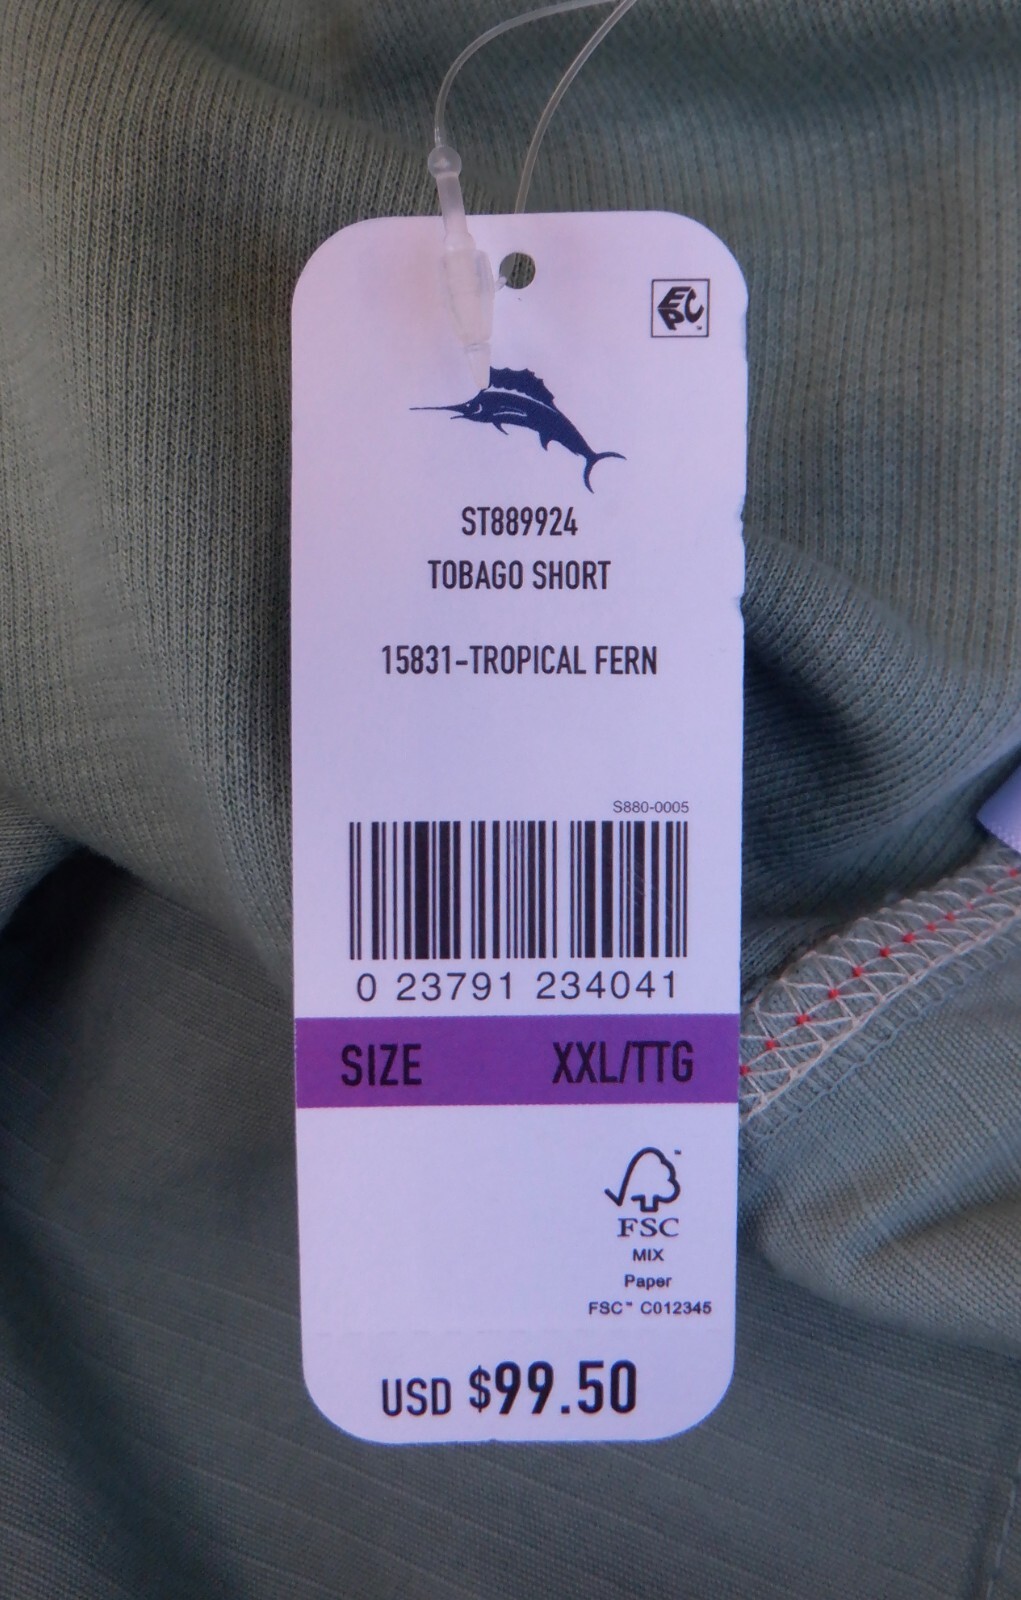 EPC
ST889924
TOBAGO SHORT
15831-TROPICAL FERN
S880-0005
0 23791 234041
SIZE XXL/TTG
FSC
MIX
Paper
FSC™ C012345
USD $99.50